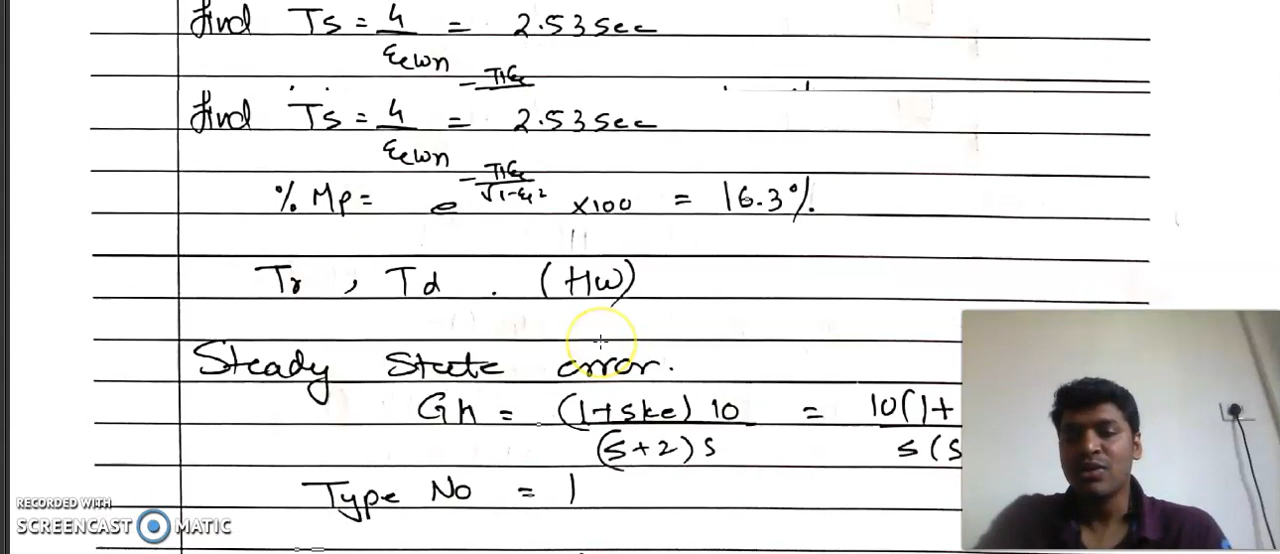 find Ts = 4/ξωn = 2.53 sec
find Ts = 4/ξωn = 2.53 sec
% Mp = e^(-πξ/√1-ξ²) ×100 = 16.3%.
Tr , Td . (HW)
Steady State error.
Gh = (1+ske) 10/(s+2)s = 10(1+/s(s
Type No = 1
RECORDED WITH
SCREENCAST MATIC